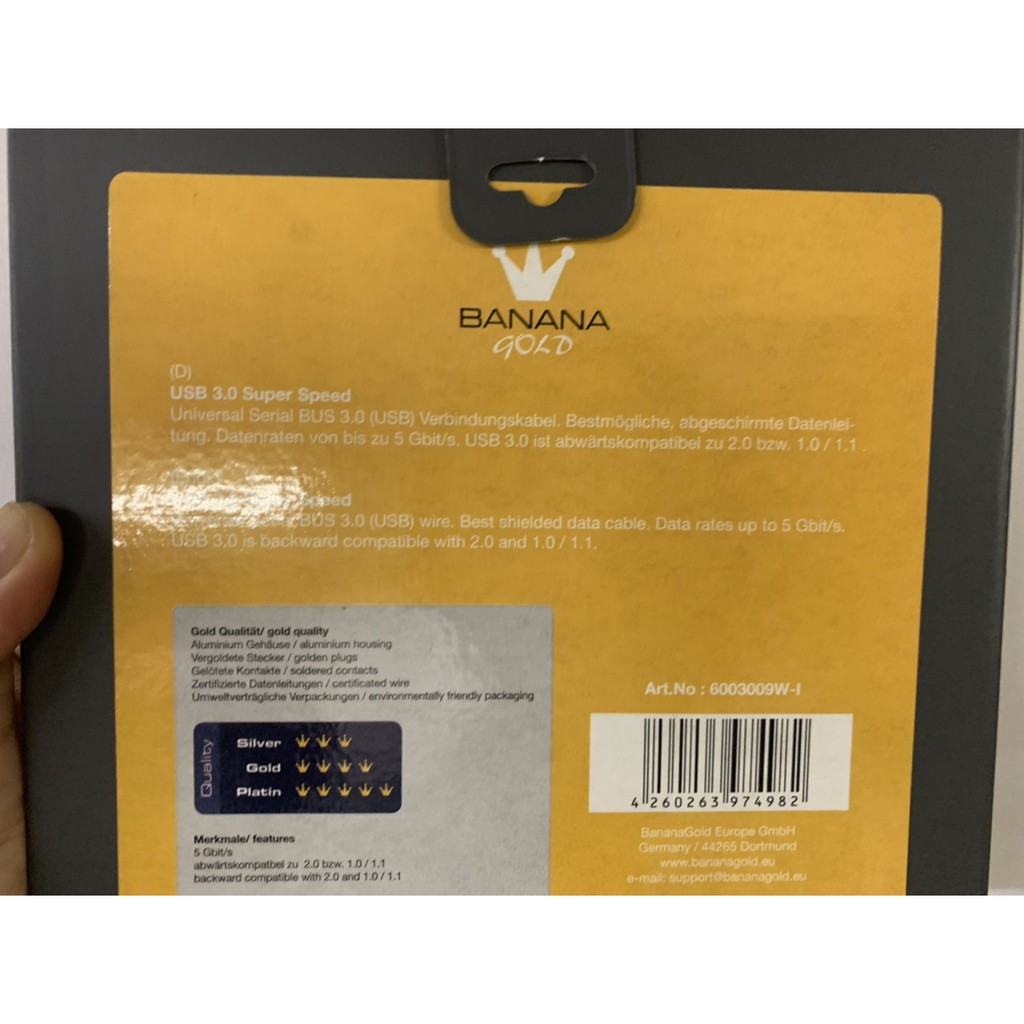 BANANA
GOLD
(D)
USB 3.0 Super Speed
Universal Serial BUS 3.0 (USB) Verbindungskabel. Bestmögliche, abgeschirmte Datenlei-
tung. Datenraten von bis zu 5 Gbit/s. USB 3.0 ist abwärtskompatibel zu 2.0 bzw. 1.0 / 1.1 .
Speed
BUS 3.0 (USB) wire. Best shielded data cable. Data rates up to 5 Gbit/s.
USB 3.0 is backward compatible with 2.0 and 1.0 / 1.1.
Gold Qualität/ gold quality
Aluminium Gehäuse / aluminium housing
Vergoldete Stecker / golden plugs
Gelötete Kontakte / soldered contacts
Zertifizierte Datenleitungen / certificated wire
Umweltverträgliche Verpackungen / environmentally friendly packaging
Quality
Silver
Gold
Platin
Merkmale/ features
5 Gbit/s
abwärtskompatbel zu 2.0 bzw. 1.0 / 1.1
backward compatible with 2.0 and 1.0 / 1.1
Art.No : 6003009W-I
4 260263 974982
BananaGold Europe GmbH
Germany / 44265 Dortmund
www.bananagold.eu
e-mail: support@bananagold.eu